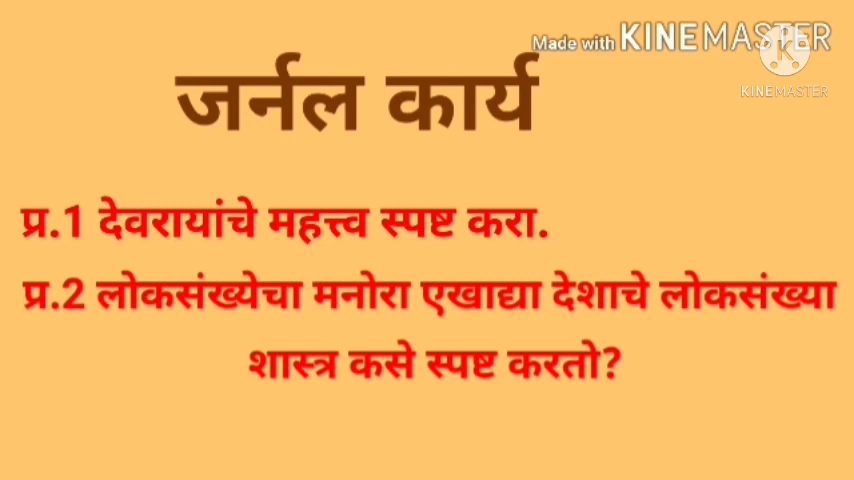 Made with KINEMASTER
KINEMASTER
जर्नल कार्य
प्र.1 देवरायांचे महत्त्व स्पष्ट करा.
प्र.2 लोकसंख्येचा मनोरा एखाद्या देशाचे लोकसंख्या
शास्त्र कसे स्पष्ट करतो?